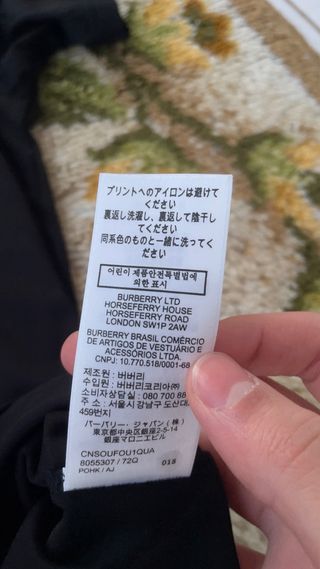 プリントへのアイロンは避けて
ください
裏返し洗濯し、裏返して陰干し
てください
同系色のものと一緒に洗ってく
ださい
어린이 제품안전특별법에
의한 표시
BURBERRY LTD
HORSEFERRY HOUSE
HORSEFERRY ROAD
LONDON SW1P 2AW
BURBERRY BRASIL COMÉRCIO
DE ARTIGOS DE VESTUÁRIO E
ACESSÓRIOS LTDA.
CNPJ: 10.770.518/0001-68
제조원 : 버버리
수입원 : 버버리코리아㈜
소비자상담실 : 080 700 88
주 소 : 서울시 강남구 도산대
459번지
バーバリー・ジャパン(株)
東京都中央区銀座2-5-14
銀座マロニエビル
CNSOUFOU1QUA
8055307 / 72Q 018
POHK / AJ